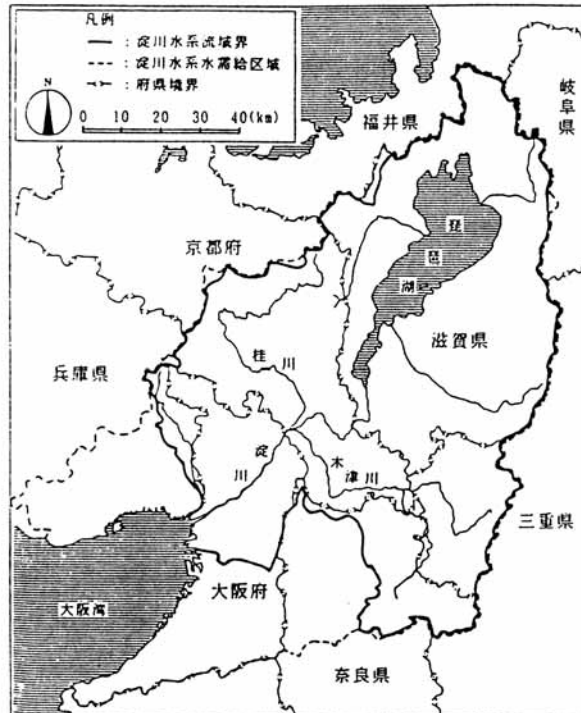 凡例
：淀川水系流域界
：淀川水系水需給区域
：府県境界
N
0 10 20 30 40(km)
福井県
岐阜県
京都府
琵
琶
湖
滋賀県
兵庫県
桂
川
淀
川
木
津川
三重県
大阪府
大阪湾
奈良県